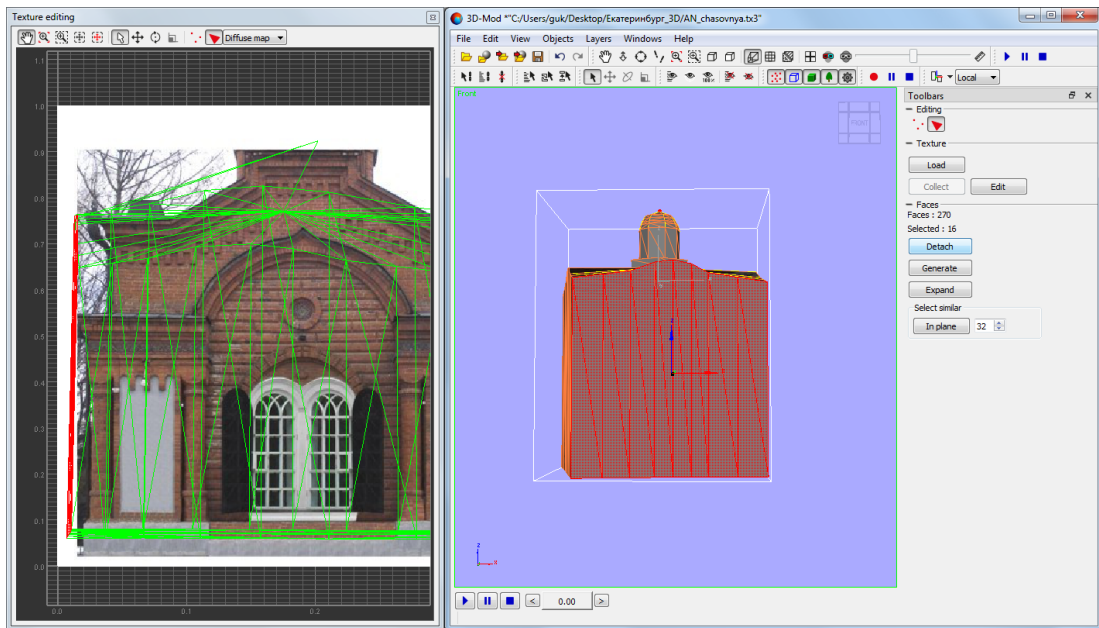 Texture editing
Diffuse map
1.1
1.0
0.9
0.8
0.7
0.6
0.5
0.4
0.3
0.2
0.1
0.0
0.0 0.1 0.2
3D-Mod *"C:/Users/guk/Desktop/Екатеринбург_3D/AN_chasovnya.tx3"
File Edit View Objects Layers Windows Help
100%
Local
Front
FRONT
z
x
0.00
Toolbars
Editing
Texture
Load
Collect Edit
Faces
Faces : 270
Selected : 16
Detach
Generate
Expand
Select similar
In plane 32